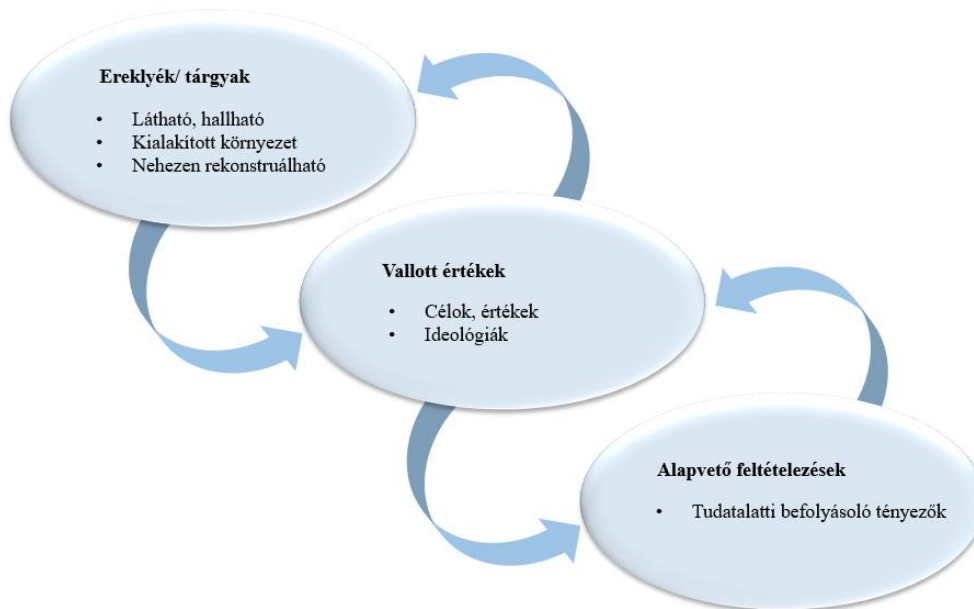 Ereklyék/ tárgyak
• Látható, hallható
• Kialakított környezet
• Nehezen rekonstruálható
Vallott értékek
• Célok, értékek
• Ideológiák
Alapvető feltételezések
• Tudatalatti befolyásoló tényezők